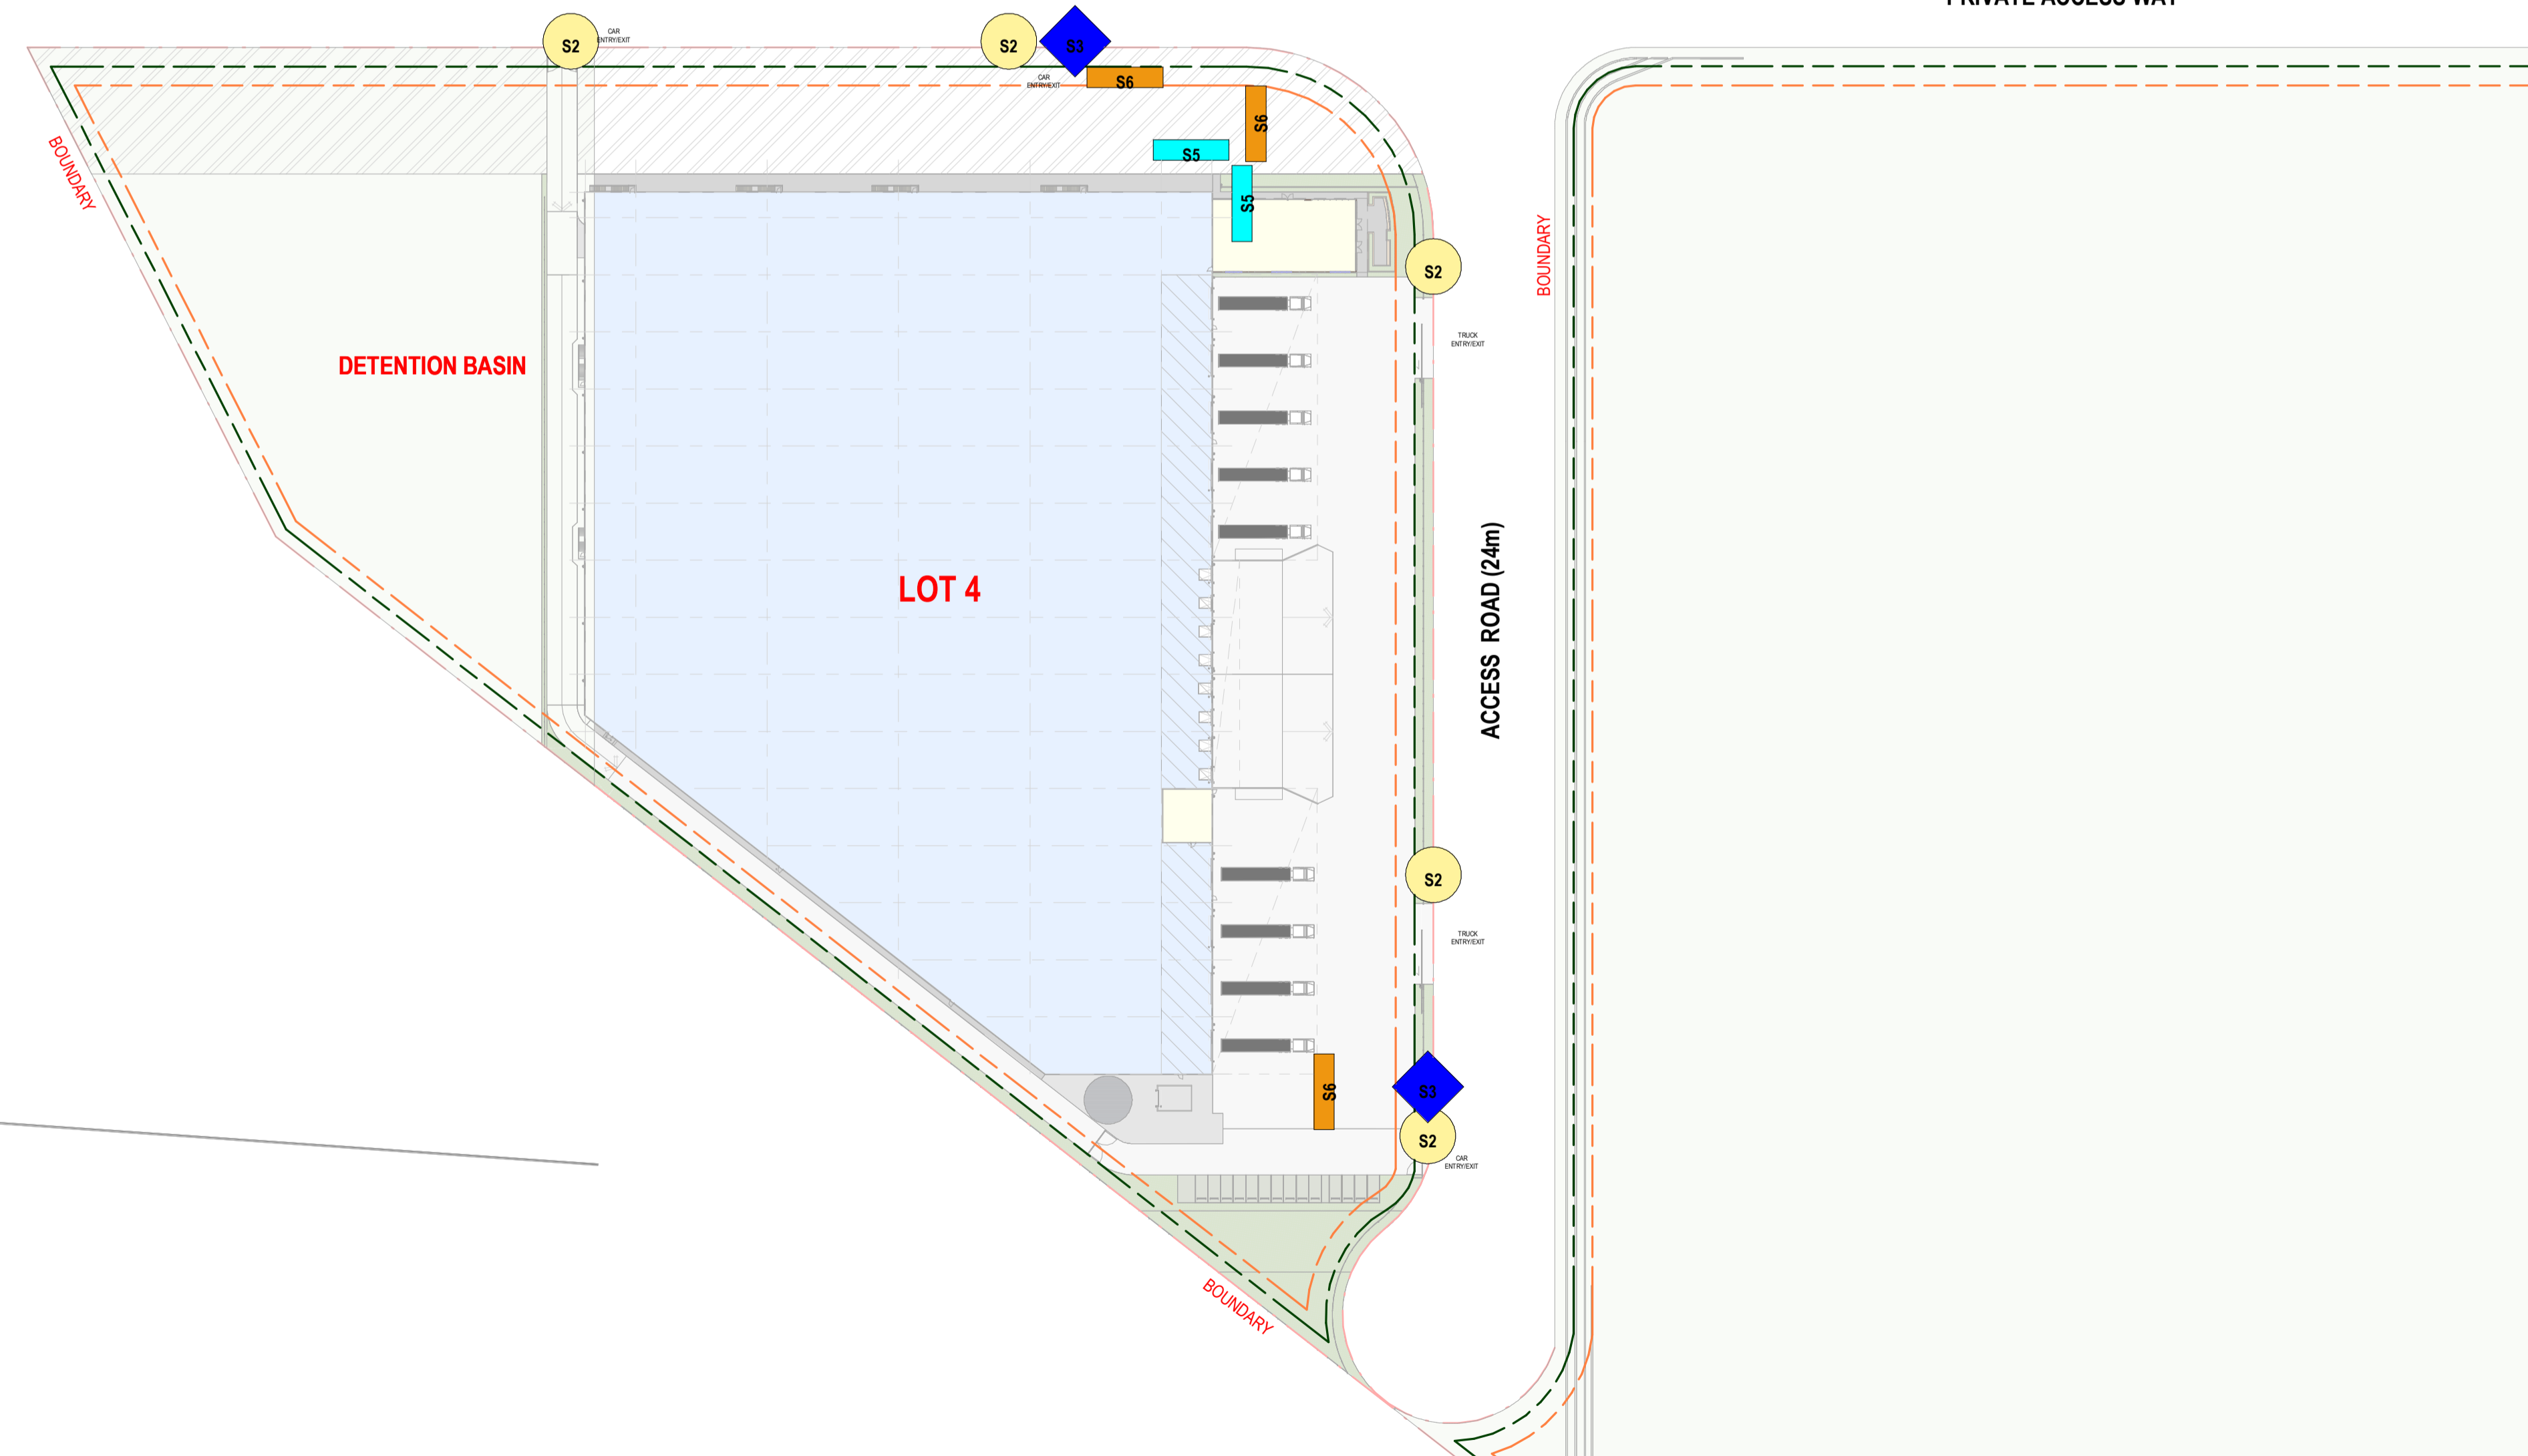 PRIVATE ACCESS WAY
S2
CAR
ENTRY/EXIT
S2
S3
CAR
ENTRY/EXIT
S6
S6
S5
S5
BOUNDARY
BOUNDARY
S2
TRUCK
ENTRY/EXIT
DETENTION BASIN
LOT 4
ACCESS ROAD (24m)
S2
TRUCK
ENTRY/EXIT
S6
S3
S2
CAR
ENTRY/EXIT
BOUNDARY